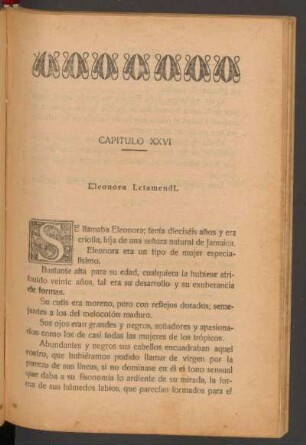 CAPITULO XXVI
Eleonora Letamendi.
SE llamaba Eleonora; tenía dieciséis años y era
criolla, hija de una señora natural de Jamaica.
Eleonora era un tipo de mujer especia-
lísimo.
Bastante alta para su edad, cualquiera la hubiese atri-
buido veinte años, tal era su desarrollo y su exuberancia
de formas.
Su cutis era moreno, pero con reflejos dorados; seme-
jantes a los del melocotón maduro.
Sus ojos eran grandes y negros, soñadores y apasiona-
dos como los de casi todas las mujeres de los trópicos.
Abundantes y negros sus cabellos encuadraban aquel
rostro, que hubiéramos podido llamar de virgen por la
pureza de sus líneas, si no dominase en él el tono sensual
que daba a su fisonomía lo ardiente de su mirada, la for-
ma de sus húmedos labios, que parecían formados para el